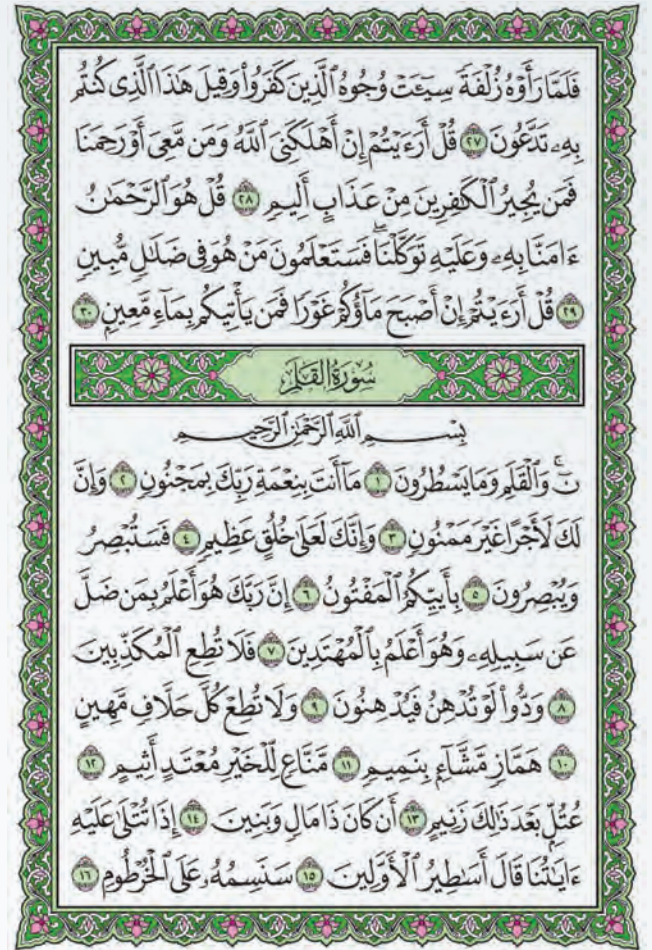 فَلَمَّا رَأَوْهُ زُلْفَةً سِيٓـَٔتْ وُجُوهُ ٱلَّذِينَ كَفَرُوا۟ وَقِيلَ هَـٰذَا ٱلَّذِى كُنتُم
بِهِۦ تَدَّعُونَ ٢٧ قُلْ أَرَءَيْتُمْ إِنْ أَهْلَكَنِىَ ٱللَّهُ وَمَن مَّعِىَ أَوْ رَحِمَنَا
فَمَن يُجِيرُ ٱلْكَـٰفِرِينَ مِنْ عَذَابٍ أَلِيمٍ ٢٨ قُلْ هُوَ ٱلرَّحْمَـٰنُ
ءَامَنَّا بِهِۦ وَعَلَيْهِ تَوَكَّلْنَا ۖ فَسَتَعْلَمُونَ مَنْ هُوَ فِى ضَلَـٰلٍ مُّبِينٍ
٢٩ قُلْ أَرَءَيْتُمْ إِنْ أَصْبَحَ مَآؤُكُمْ غَوْرًا فَمَن يَأْتِيكُم بِمَآءٍ مَّعِينٍۭ ٣٠
سُورَةُ القَلَمِ
بِسْمِ ٱللَّهِ ٱلرَّحْمَـٰنِ ٱلرَّحِيمِ
نٓ ۚ وَٱلْقَلَمِ وَمَا يَسْطُرُونَ ١ مَآ أَنتَ بِنِعْمَةِ رَبِّكَ بِمَجْنُونٍ ٢ وَإِنَّ
لَكَ لَأَجْرًا غَيْرَ مَمْنُونٍ ٣ وَإِنَّكَ لَعَلَىٰ خُلُقٍ عَظِيمٍ ٤ فَسَتُبْصِرُ
وَيُبْصِرُونَ ٥ بِأَييِّكُمُ ٱلْمَفْتُونُ ٦ إِنَّ رَبَّكَ هُوَ أَعْلَمُ بِمَن ضَلَّ
عَن سَبِيلِهِۦ وَهُوَ أَعْلَمُ بِٱلْمُهْتَدِينَ ٧ فَلَا تُطِعِ ٱلْمُكَذِّبِينَ
٨ وَدُّوا۟ لَوْ تُدْهِنُ فَيُدْهِنُونَ ٩ وَلَا تُطِعْ كُلَّ حَلَّافٍ مَّهِينٍ
١٠ هَمَّازٍ مَّشَّآءٍۭ بِنَمِيمٍ ١١ مَّنَّاعٍ لِّلْخَيْرِ مُعْتَدٍ أَثِيمٍ ١٢
عُتُلٍّۭ بَعْدَ ذَٰلِكَ زَنِيمٍ ١٣ أَن كَانَ ذَا مَالٍ وَبَنِينَ ١٤ إِذَا تُتْلَىٰ عَلَيْهِ
ءَايَـٰتُنَا قَالَ أَسَـٰطِيرُ ٱلْأَوَّلِينَ ١٥ سَنَسِمُهُۥ عَلَى ٱلْخُرْطُومِ ١٦